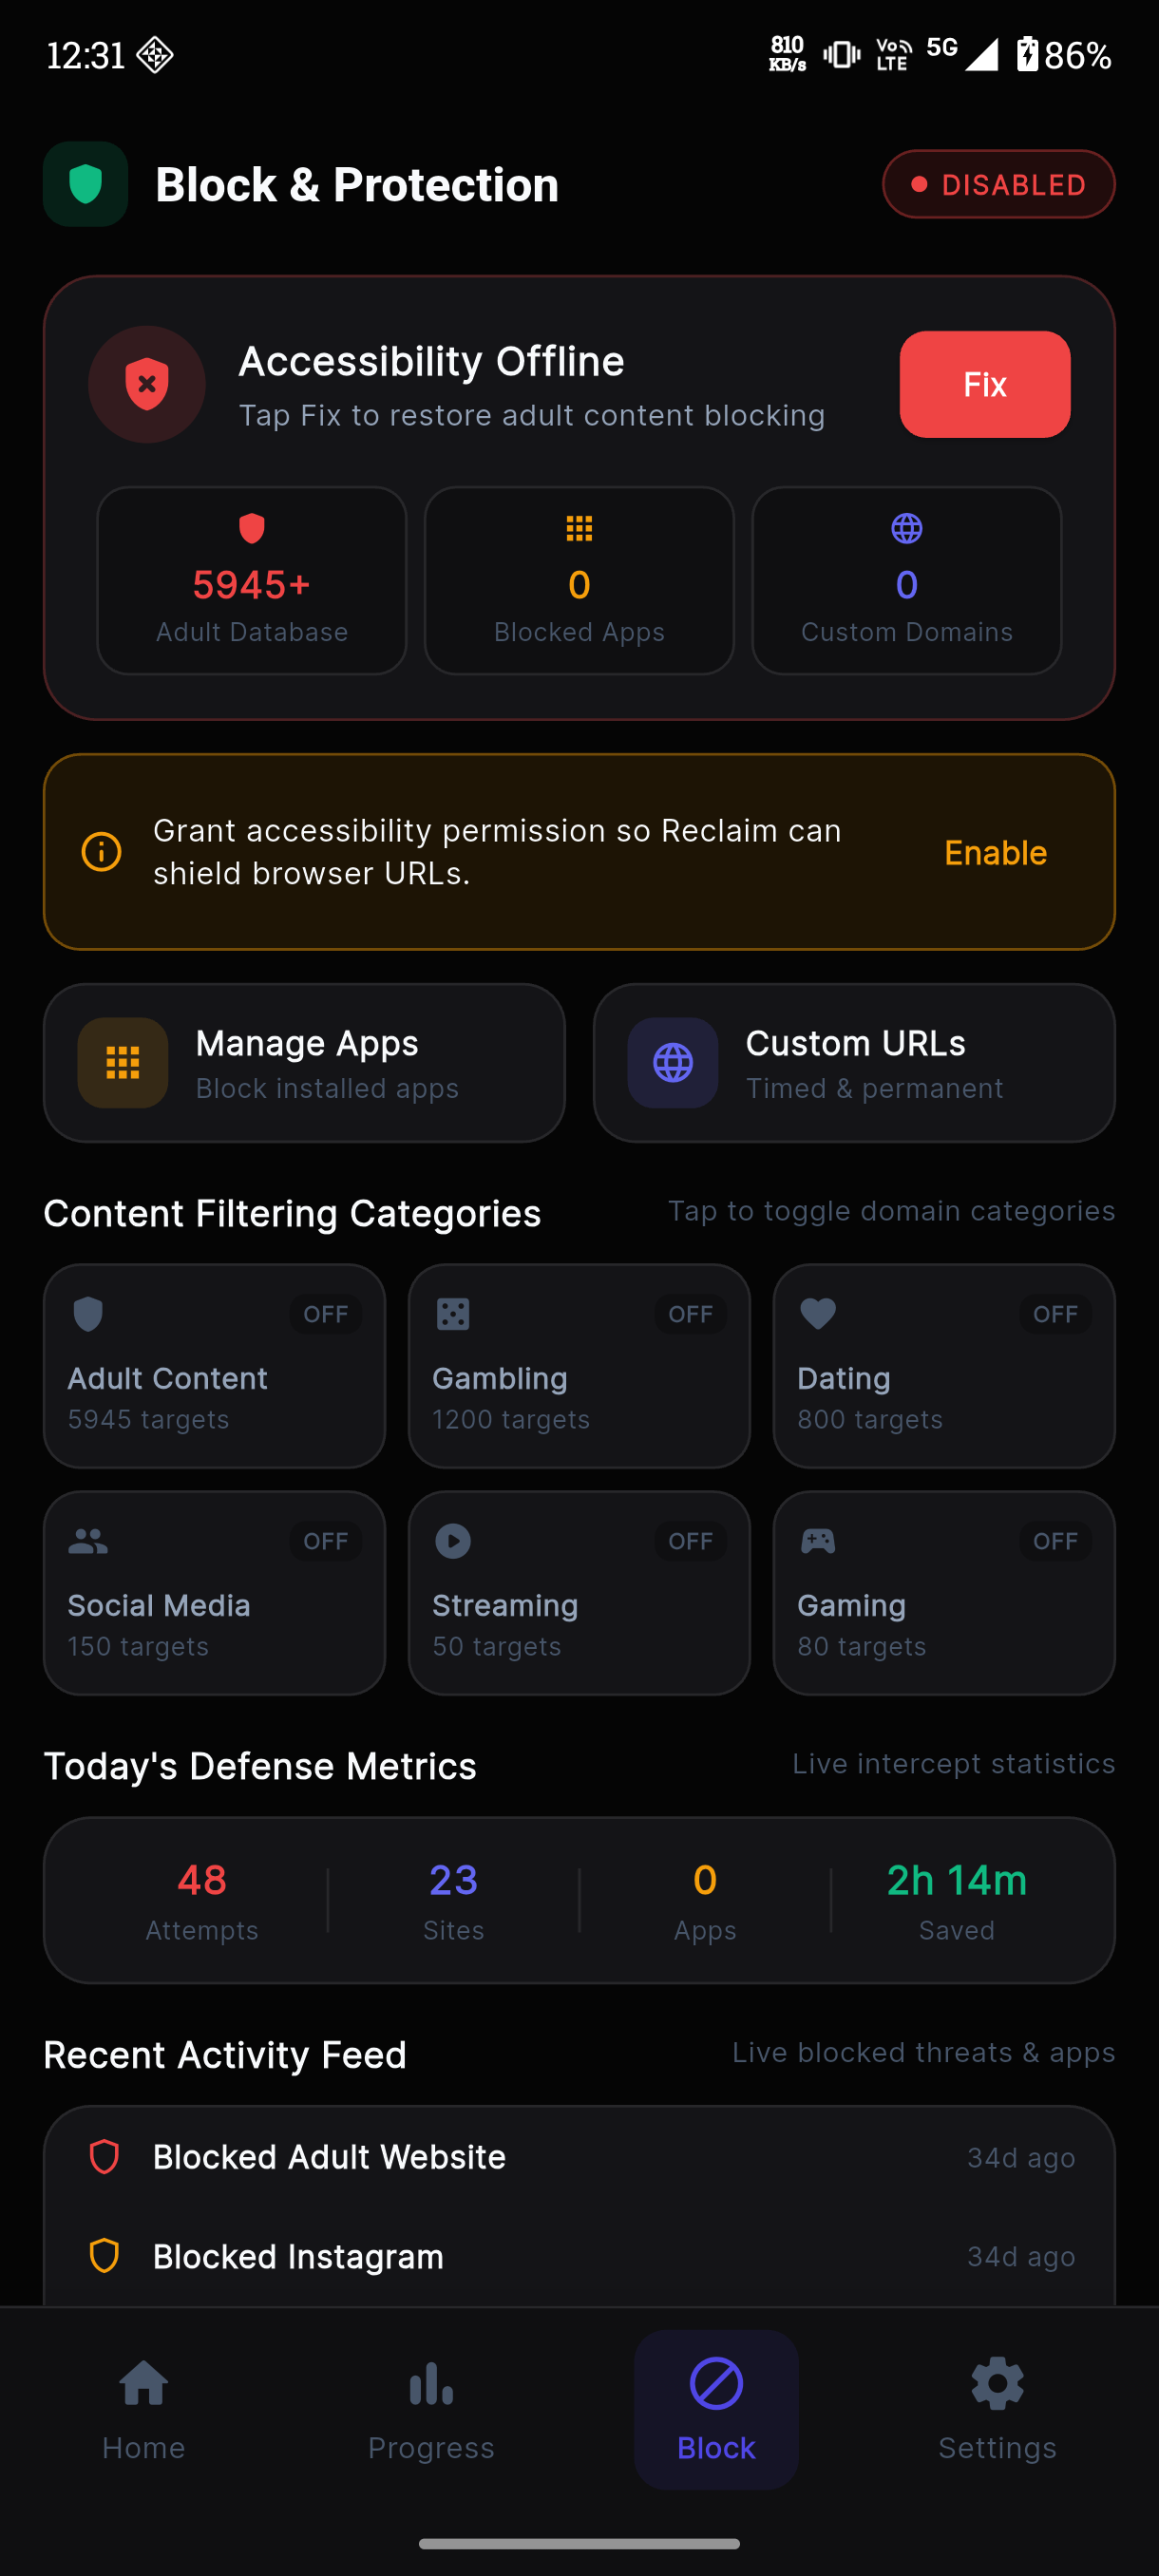 12:31
810
KB/s
Vo
LTE
5G
86%
Block & Protection
DISABLED
Accessibility Offline
Tap Fix to restore adult content blocking
Fix
5945+
Adult Database
0
Blocked Apps
0
Custom Domains
Grant accessibility permission so Reclaim can
shield browser URLs.
Enable
Manage Apps
Block installed apps
Custom URLs
Timed & permanent
Content Filtering Categories
Tap to toggle domain categories
OFF
Adult Content
5945 targets
OFF
Gambling
1200 targets
OFF
Dating
800 targets
OFF
Social Media
150 targets
OFF
Streaming
50 targets
OFF
Gaming
80 targets
Today's Defense Metrics
Live intercept statistics
48
Attempts
23
Sites
0
Apps
2h 14m
Saved
Recent Activity Feed
Live blocked threats & apps
Blocked Adult Website
34d ago
Blocked Instagram
34d ago
Home
Progress
Block
Settings